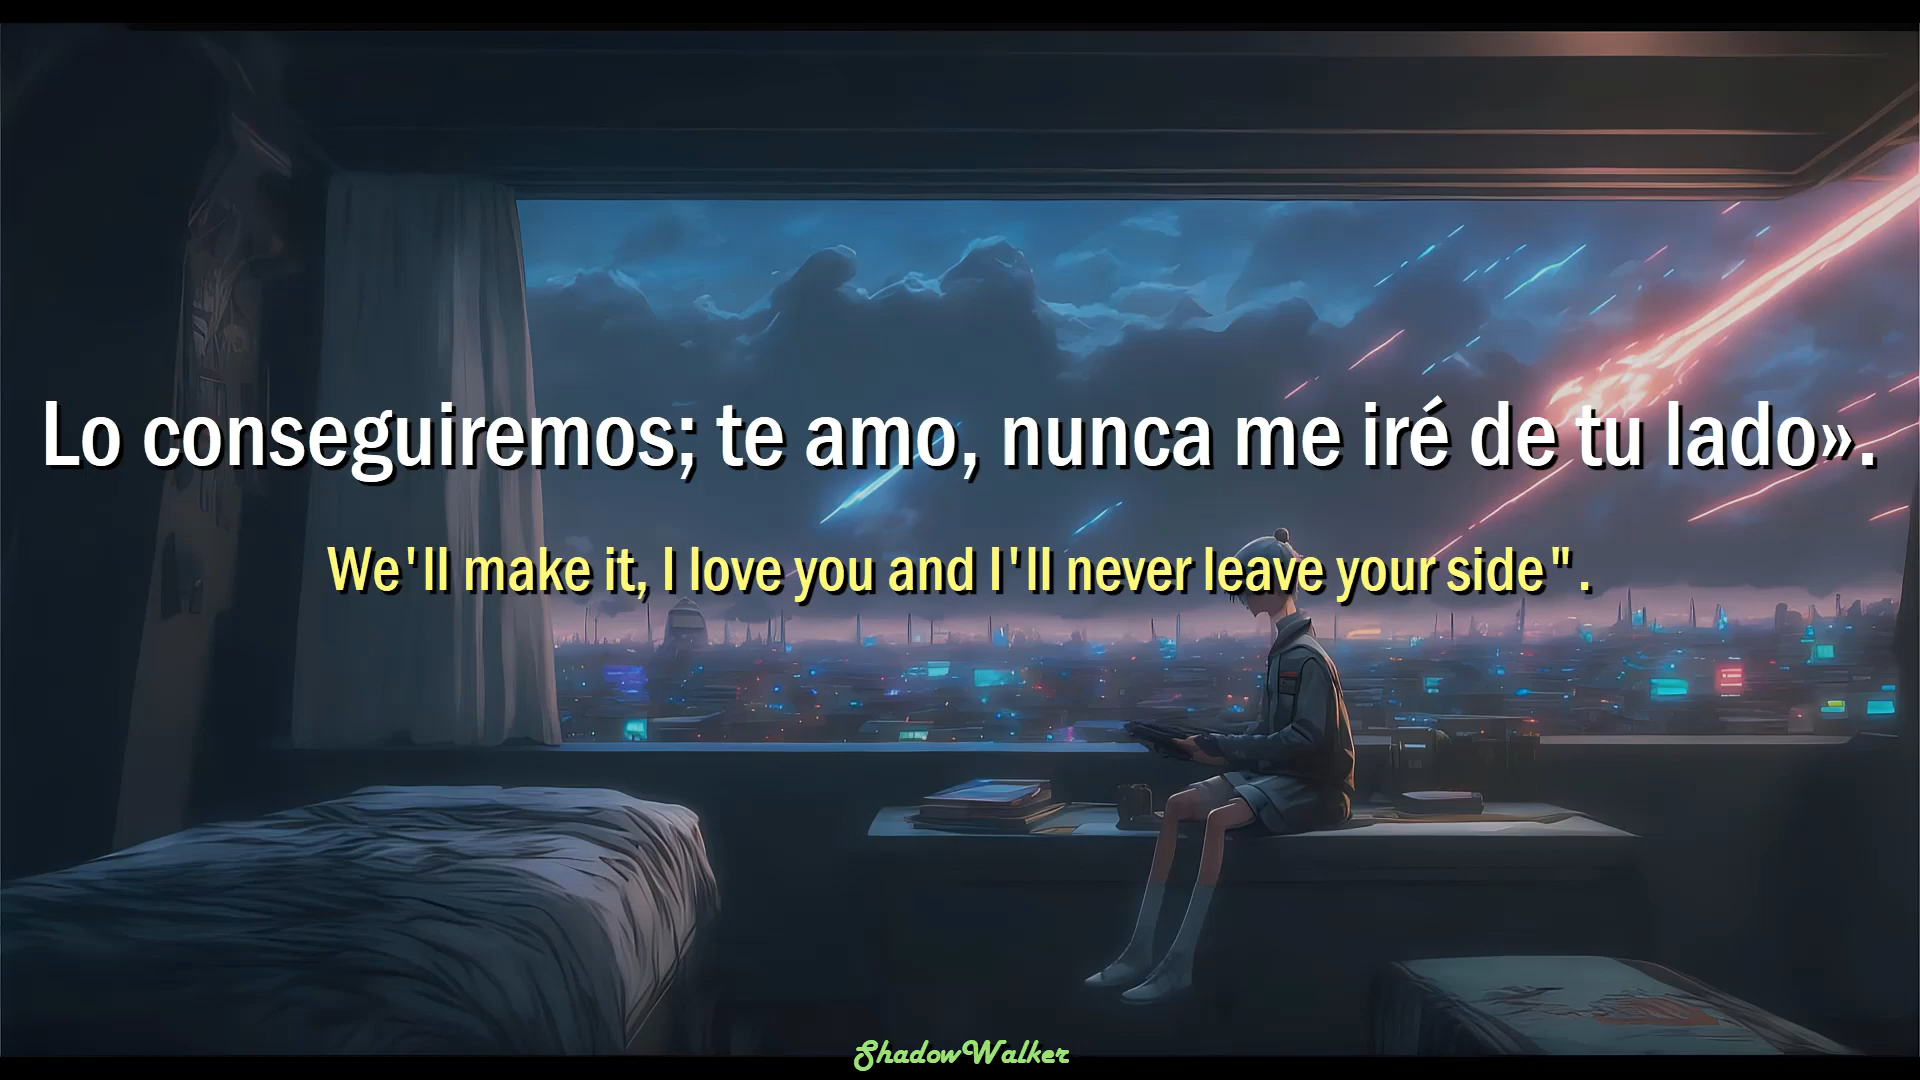 Lo conseguiremos; te amo, nunca me iré de tu lado».
We'll make it, I love you and I'll never leave your side".
ShadowWalker